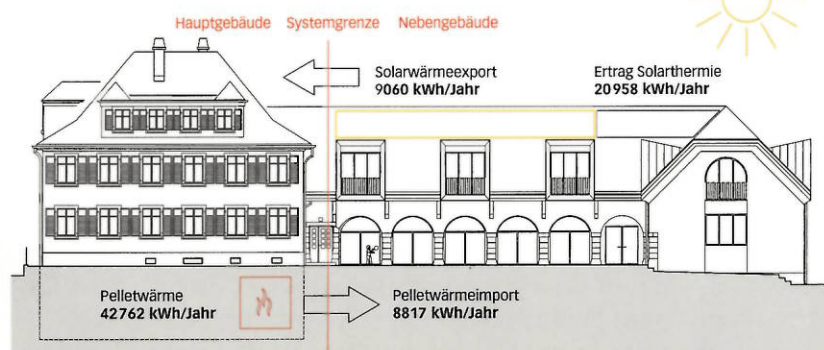 Hauptgebäude Systemgrenze Nebengebäude
Solarwärmeexport
9060 kWh/Jahr
Ertrag Solarthermie
20958 kWh/Jahr
Pelletwärme
42762 kWh/Jahr
Pelletwärmeimport
8817 kWh/Jahr